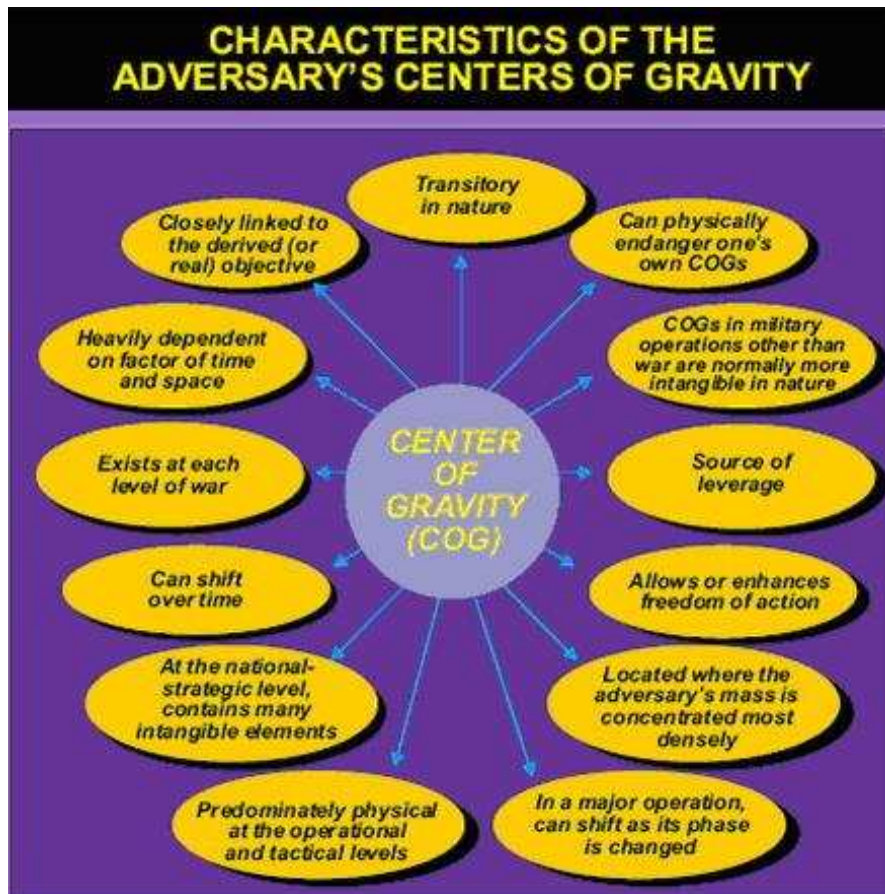 CHARACTERISTICS OF THE
ADVERSARY'S CENTERS OF GRAVITY
Transitory
in nature
Closely linked to
the derived (or
real) objective
Can physically
endanger one's
own COGs
Heavily dependent
on factor of time
and space
COGs in military
operations other than
war are normally more
intangible in nature
CENTER
OF
GRAVITY
(COG)
Exists at each
level of war
Source of
leverage
Can shift
over time
Allows or enhances
freedom of action
At the national-
strategic level,
contains many
intangible elements
Located where the
adversary's mass is
concentrated most
densely
Predominately physical
at the operational
and tactical levels
In a major operation,
can shift as its phase
is changed